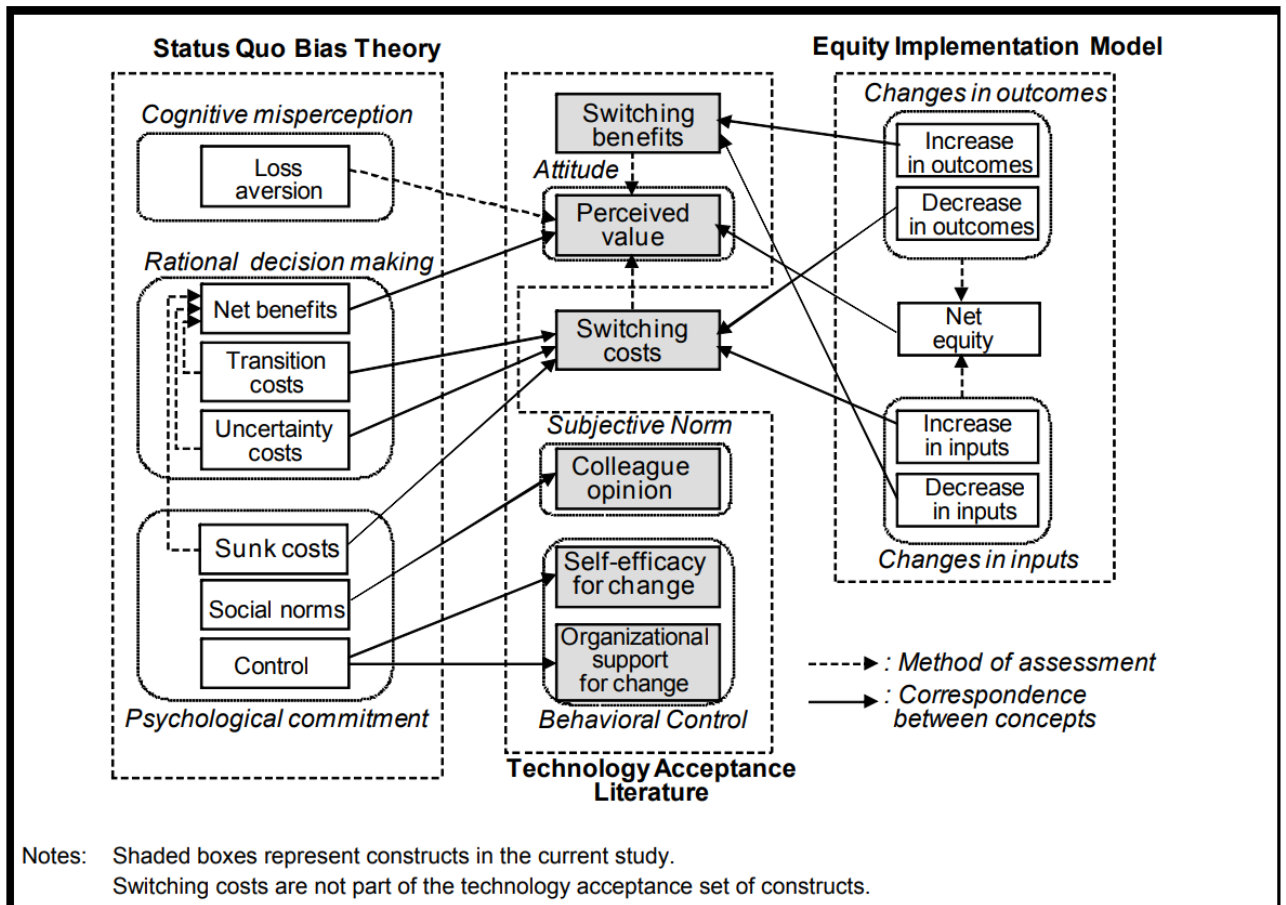 Status Quo Bias Theory
Cognitive misperception
Loss
aversion
Rational decision making
Net benefits
Transition
costs
Uncertainty
costs
Sunk costs
Social norms
Control
Psychological commitment
Switching
benefits
Attitude
Perceived
value
Switching
costs
Subjective Norm
Colleague
opinion
Self-efficacy
for change
Organizational
support
for change
Behavioral Control
Technology Acceptance
Literature
Equity Implementation Model
Changes in outcomes
Increase
in outcomes
Decrease
in outcomes
Net
equity
Increase
in inputs
Decrease
in inputs
Changes in inputs
: Method of assessment
: Correspondence
between concepts
Notes: Shaded boxes represent constructs in the current study.
Switching costs are not part of the technology acceptance set of constructs.